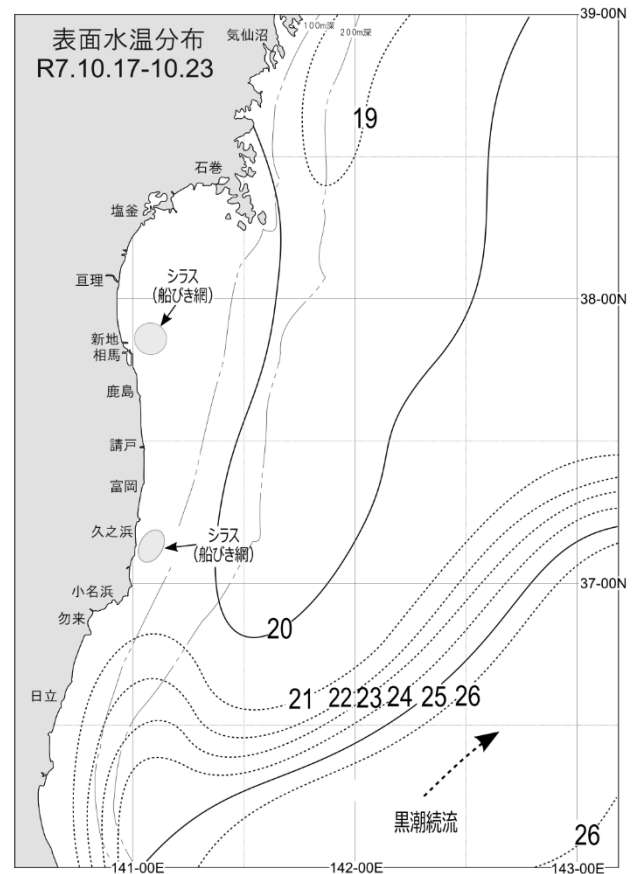 39-00N
表面水温分布
R7.10.17-10.23
気仙沼
100m深
200m深
19
石巻
塩釜
亘理
シラス
(船びき網)
38-00N
新地
相馬
鹿島
請戸
富岡
久之浜
シラス
(船びき網)
37-00N
小名浜
勿来
20
日立
21
22
23
24
25
26
黒潮続流
26
141-00E
142-00E
143-00E